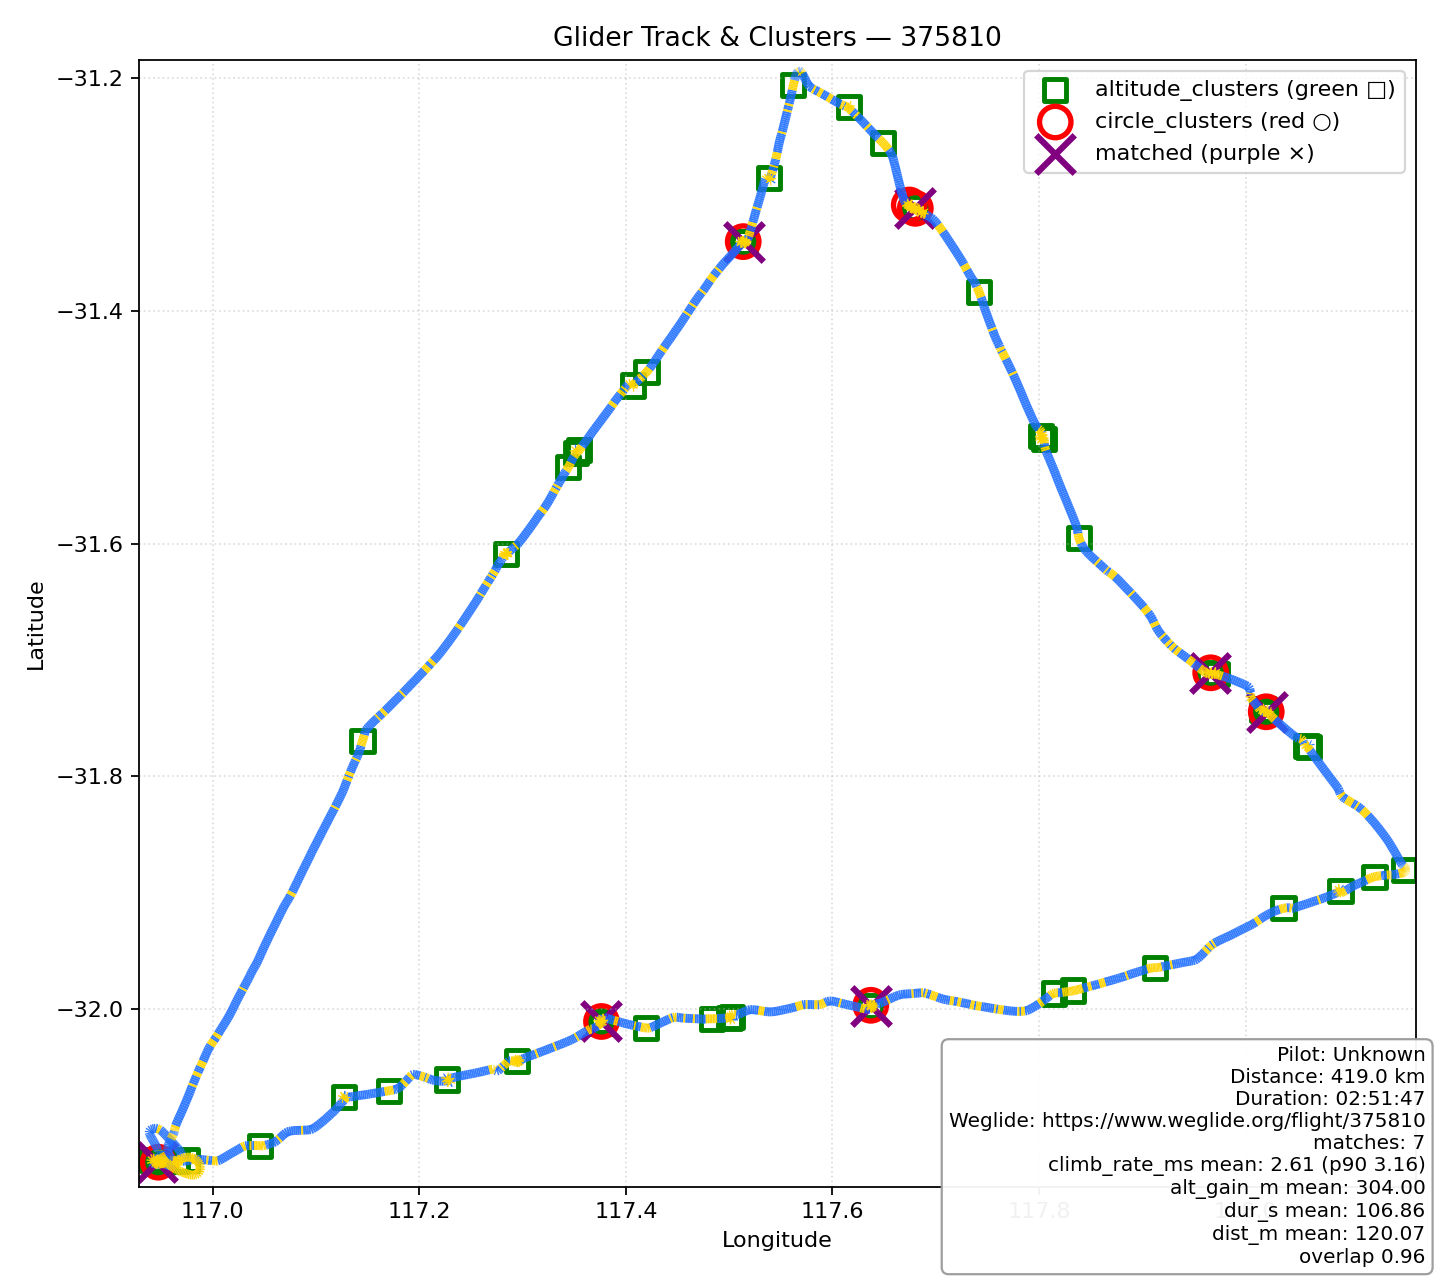 Glider Track & Clusters — 375810
altitude_clusters (green □)
circle_clusters (red ○)
matched (purple ×)
−31.2
−31.4
−31.6
−31.8
−32.0
Latitude
117.0
117.2
117.4
117.6
117.8
Longitude
Pilot: Unknown
Distance: 419.0 km
Duration: 02:51:47
Weglide: https://www.weglide.org/flight/375810
matches: 7
climb_rate_ms mean: 2.61 (p90 3.16)
alt_gain_m mean: 304.00
dur_s mean: 106.86
dist_m mean: 120.07
overlap 0.96